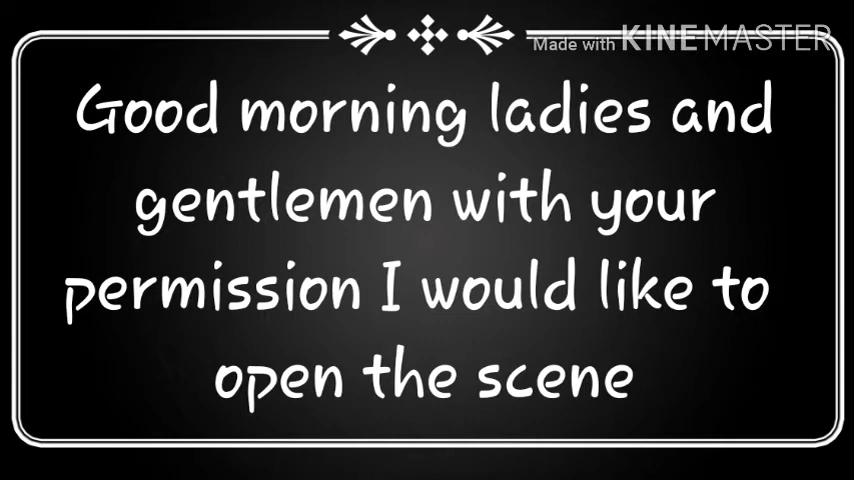 Made with KINEMASTER
Good morning ladies and
gentlemen with your
permission I would like to
open the scene